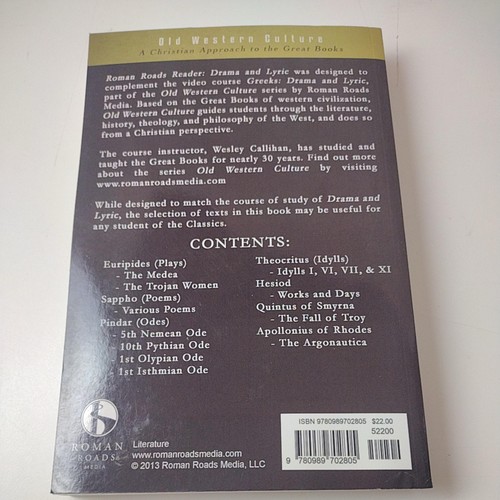 Old Western Culture
A Christian Approach to the Great Books
Roman Roads Reader: Drama and Lyric was designed to
complement the video course Greeks: Drama and Lyric,
part of the Old Western Culture series by Roman Roads
Media. Based on the Great Books of western civilization,
Old Western Culture guides students through the literature,
history, theology, and philosophy of the West, and does so
from a Christian perspective.
The course instructor, Wesley Callihan, has studied and
taught the Great Books for nearly 30 years. Find out more
about the series Old Western Culture by visiting
www.romanroadsmedia.com
While designed to match the course of study of Drama and
Lyric, the selection of texts in this book may be useful for
any student of the Classics.
CONTENTS:
Euripides (Plays)
- The Medea
- The Trojan Women
Sappho (Poems)
- Various Poems
Pindar (Odes)
- 5th Nemean Ode
- 10th Pythian Ode
- 1st Olypian Ode
- 1st Isthmian Ode
Theocritus (Idylls)
- Idylls I, VI, VII, & XI
Hesiod
- Works and Days
Quintus of Smyrna
- The Fall of Troy
Apollonius of Rhodes
- The Argonautica
ROMAN
ROADS
MEDIA
Literature
www.romanroadsmedia.com
© 2013 Roman Roads Media, LLC
ISBN 9780989702805 $22.00
52200
9 780989 702805